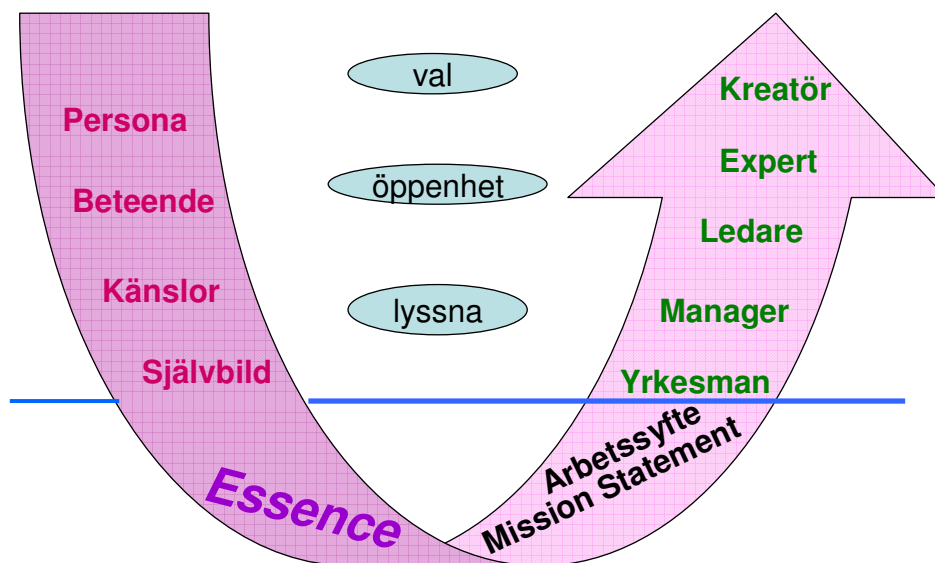 Persona
Beteende
Känslor
Självbild
Essence
val
öppenhet
lyssna
Kreatör
Expert
Ledare
Manager
Yrkesman
Arbetssyfte
Mission Statement